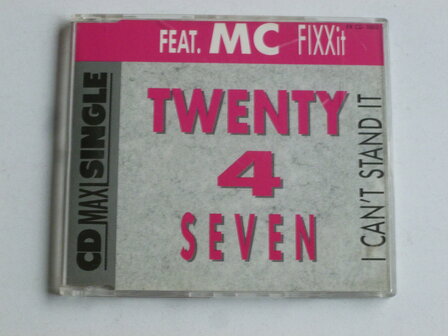 FEAT. MC FIXXit
CD MAXI SINGLE
TWENTY
4
SEVEN
I CAN'T STAND IT